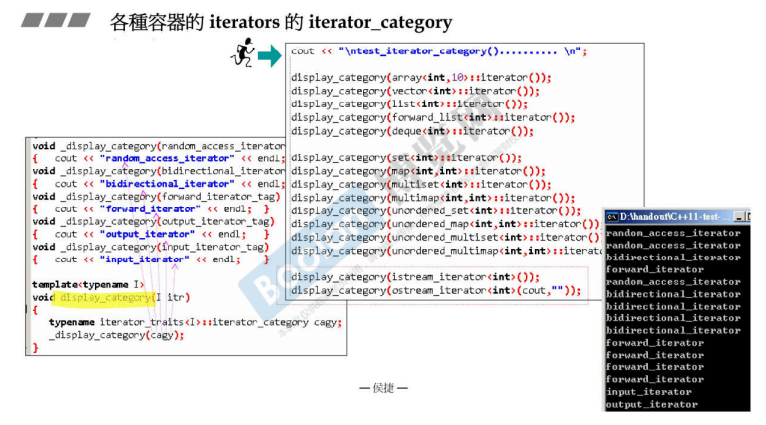 各種容器的 iterators 的 iterator_category
cout << "\ntest_iterator_category().......... \n";
display_category(array<int,10>::iterator());
display_category(vector<int>::iterator());
display_category(list<int>::iterator());
display_category(forward_list<int>::iterator());
display_category(deque<int>::iterator());
display_category(set<int>::iterator());
display_category(map<int,int>::iterator());
display_category(multiset<int>::iterator());
display_category(multimap<int,int>::iterator());
display_category(unordered_set<int>::iterator());
display_category(unordered_map<int,int>::iterator())
display_category(unordered_multiset<int>::iterator()
display_category(unordered_multimap<int,int>::iterato
display_category(istream_iterator<int>());
display_category(ostream_iterator<int>(cout,""));
void _display_category(random_access_iterator
{ cout << "random_access_iterator" << endl;
void _display_category(bidirectional_iterator
{ cout << "bidirectional_iterator" << endl;
void _display_category(forward_iterator_tag)
{ cout << "forward_iterator" << endl; }
void _display_category(output_iterator_tag)
{ cout << "output_iterator" << endl; }
void _display_category(input_iterator_tag)
{ cout << "input_iterator" << endl; }
template<typename I>
void display_category(I itr)
{
typename iterator_traits<I>::iterator_category cagy;
_display_category(cagy);
}
D:\handout\C++11-test-
random_access_iterator
random_access_iterator
bidirectional_iterator
forward_iterator
random_access_iterator
bidirectional_iterator
bidirectional_iterator
bidirectional_iterator
bidirectional_iterator
forward_iterator
forward_iterator
forward_iterator
forward_iterator
input_iterator
output_iterator
— 侯捷 —